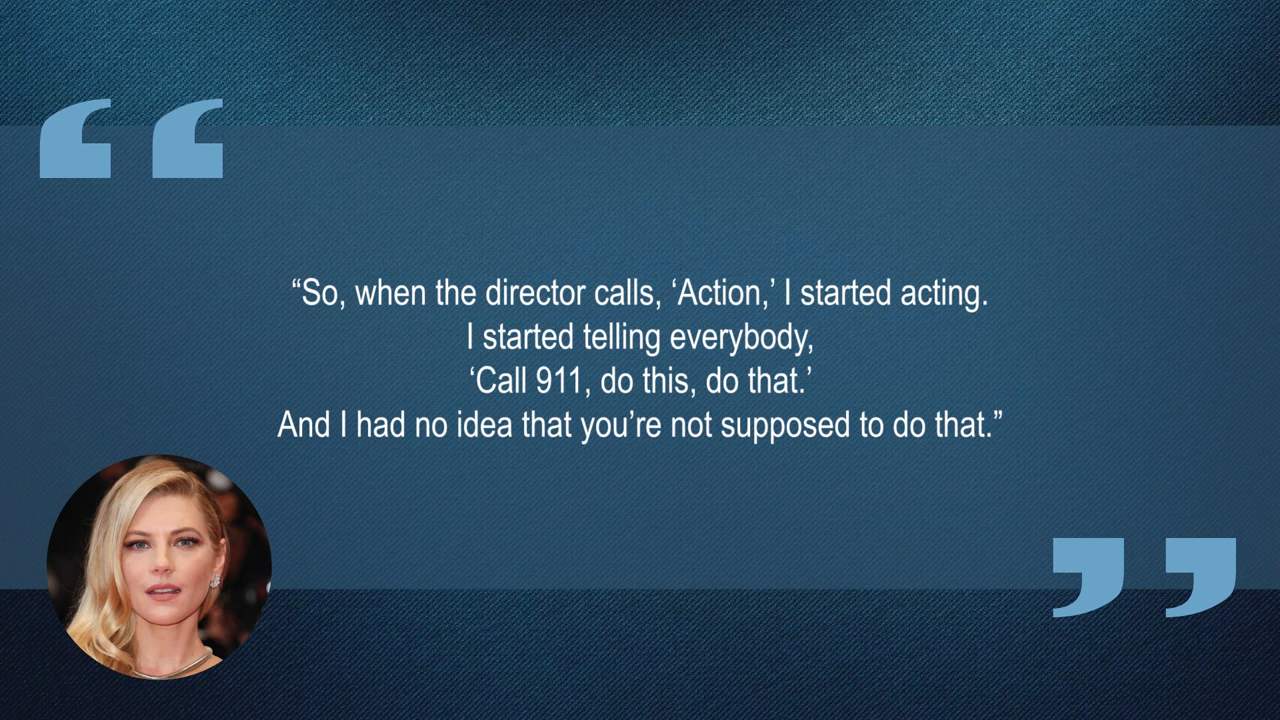 “So, when the director calls, ‘Action,’ I started acting.
I started telling everybody,
‘Call 911, do this, do that.’
And I had no idea that you’re not supposed to do that.”